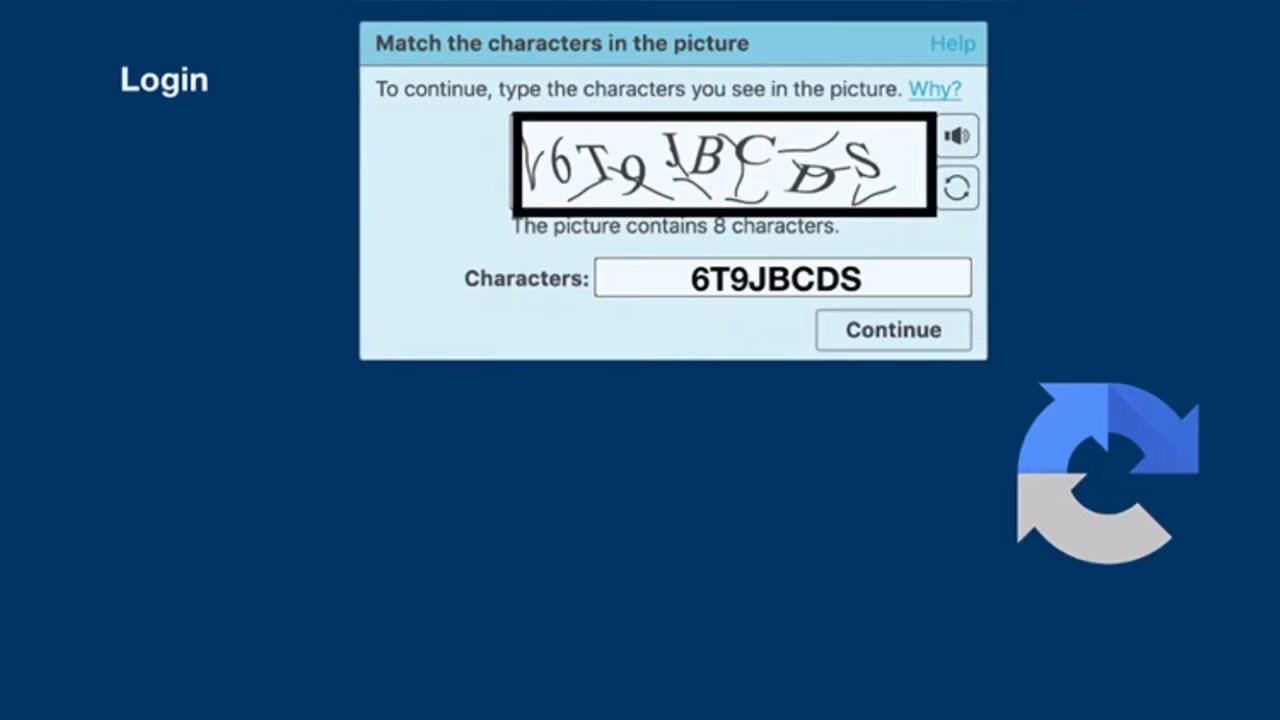 Login
Match the characters in the picture
Help
To continue, type the characters you see in the picture. Why?
6T9JBCDS
The picture contains 8 characters.
Characters: 6T9JBCDS
Continue